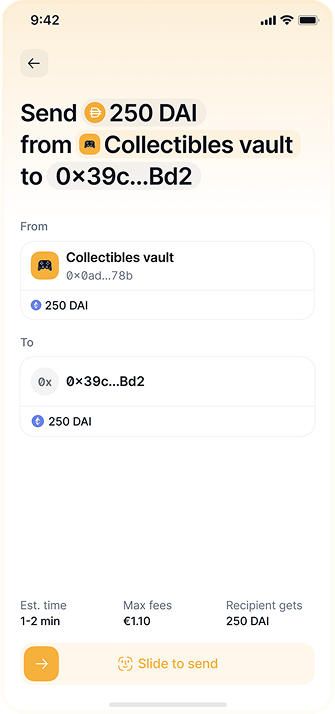 9:42
Send 250 DAI
from Collectibles vault
to 0×39c...Bd2
From
Collectibles vault
0×0ad...78b
250 DAI
To
0x 0×39c...Bd2
250 DAI
Est. time Max fees Recipient gets
1-2 min €1.10 250 DAI
Slide to send